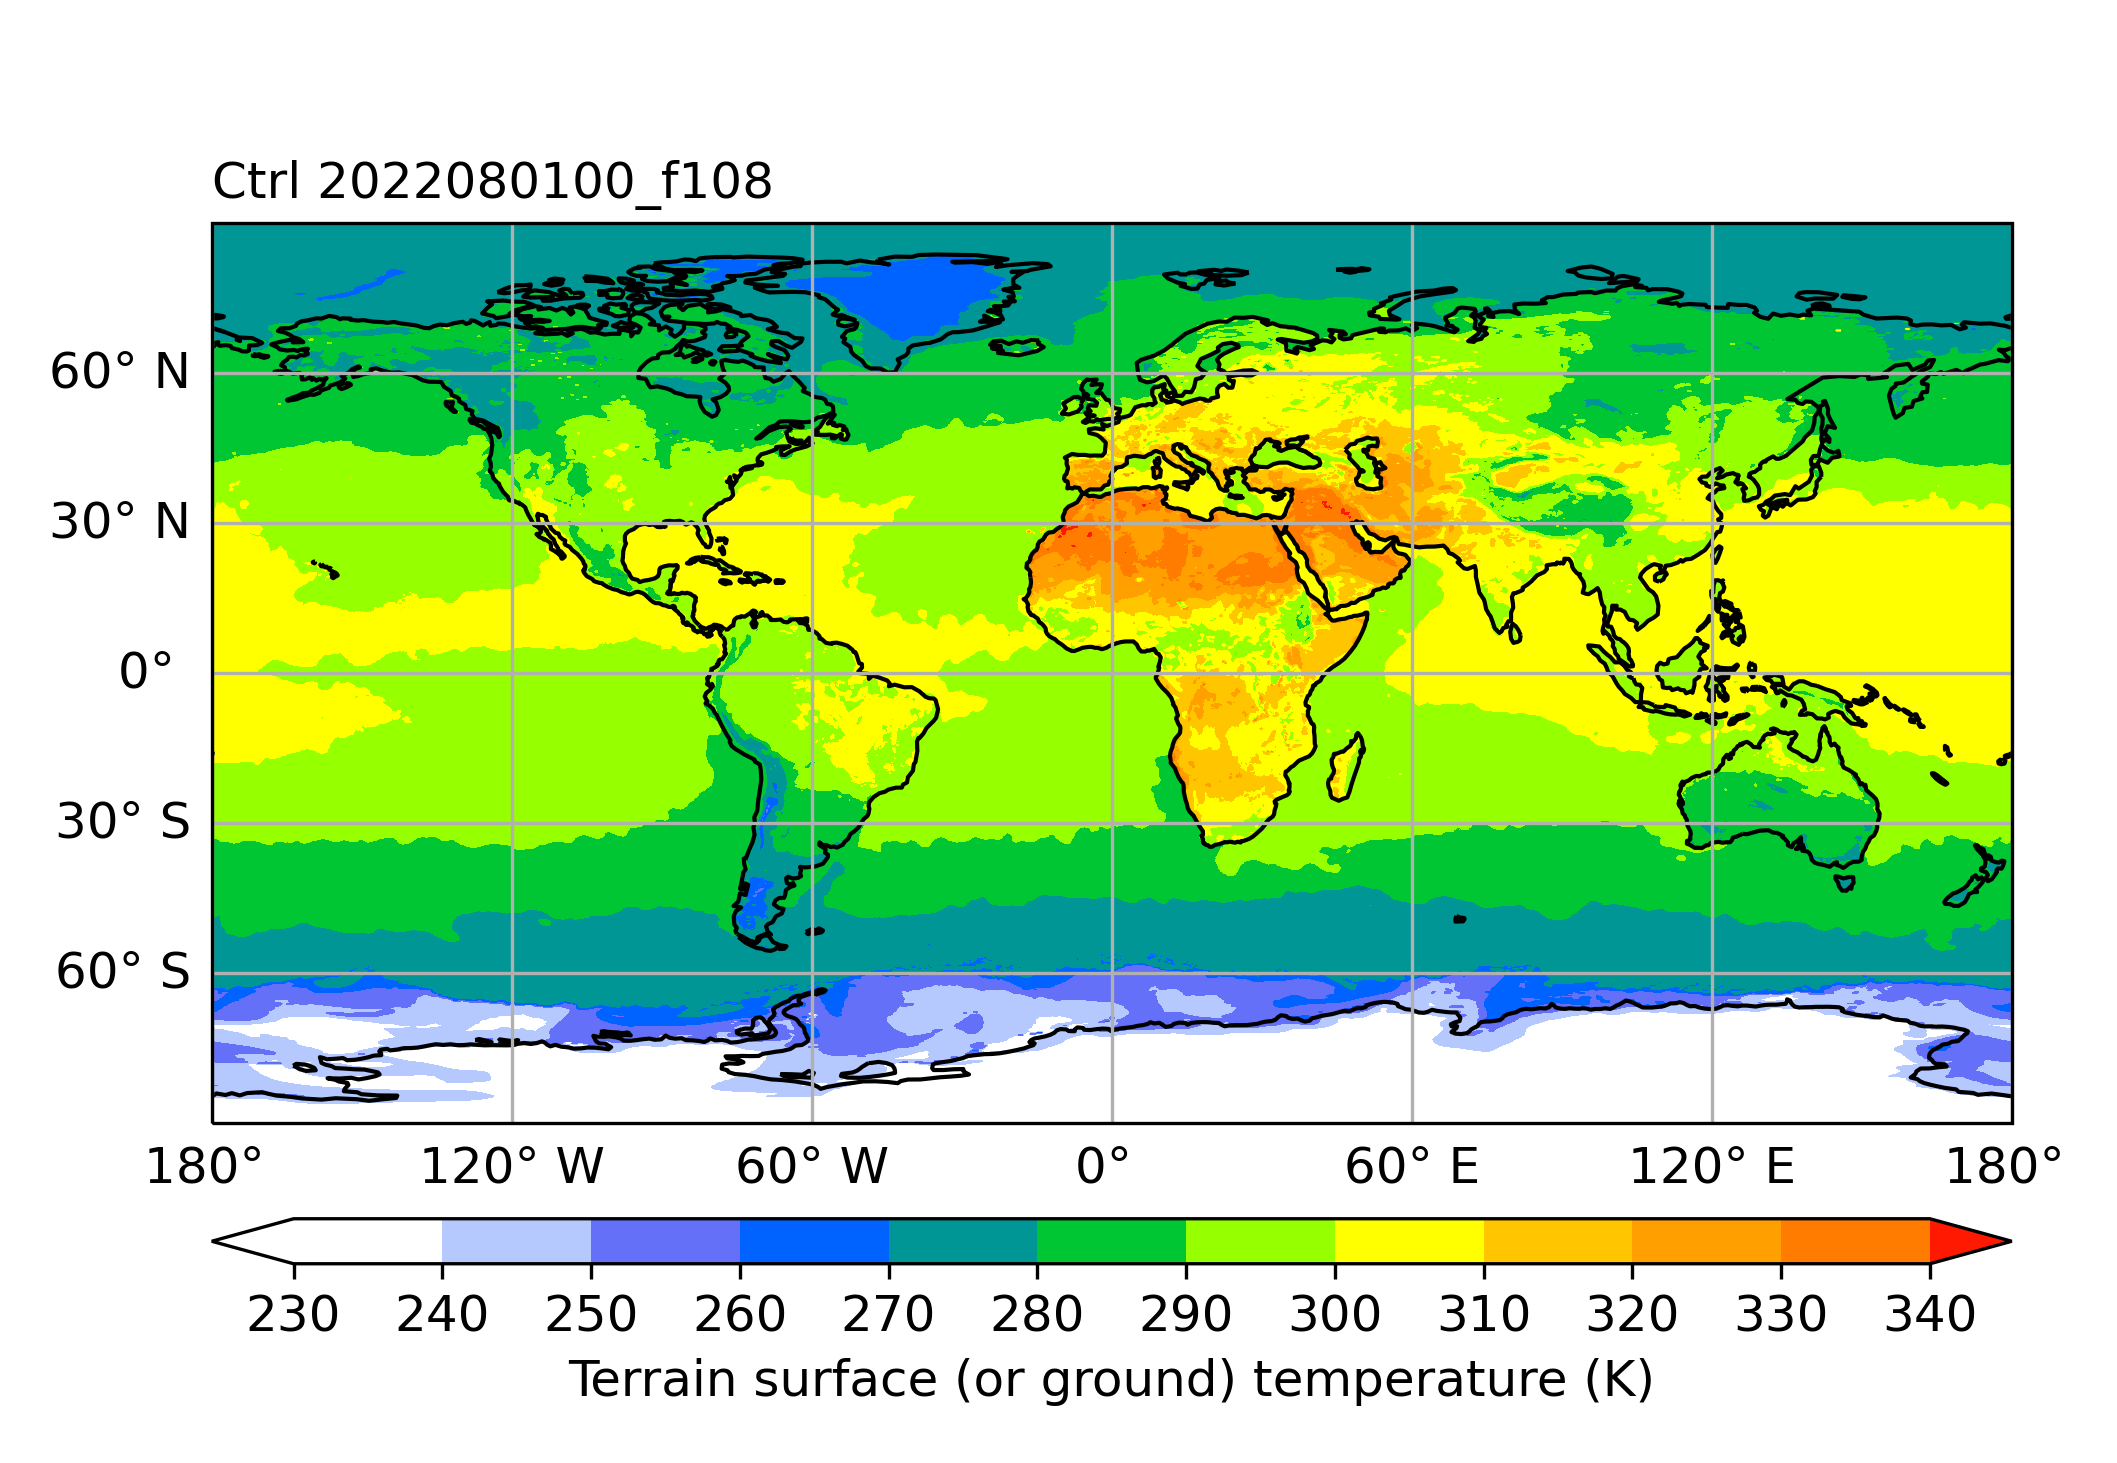 Ctrl 2022080100_f108
60° N
30° N
0°
30° S
60° S
180° 120° W 60° W 0° 60° E 120° E 180°
230 240 250 260 270 280 290 300 310 320 330 340
Terrain surface (or ground) temperature (K)